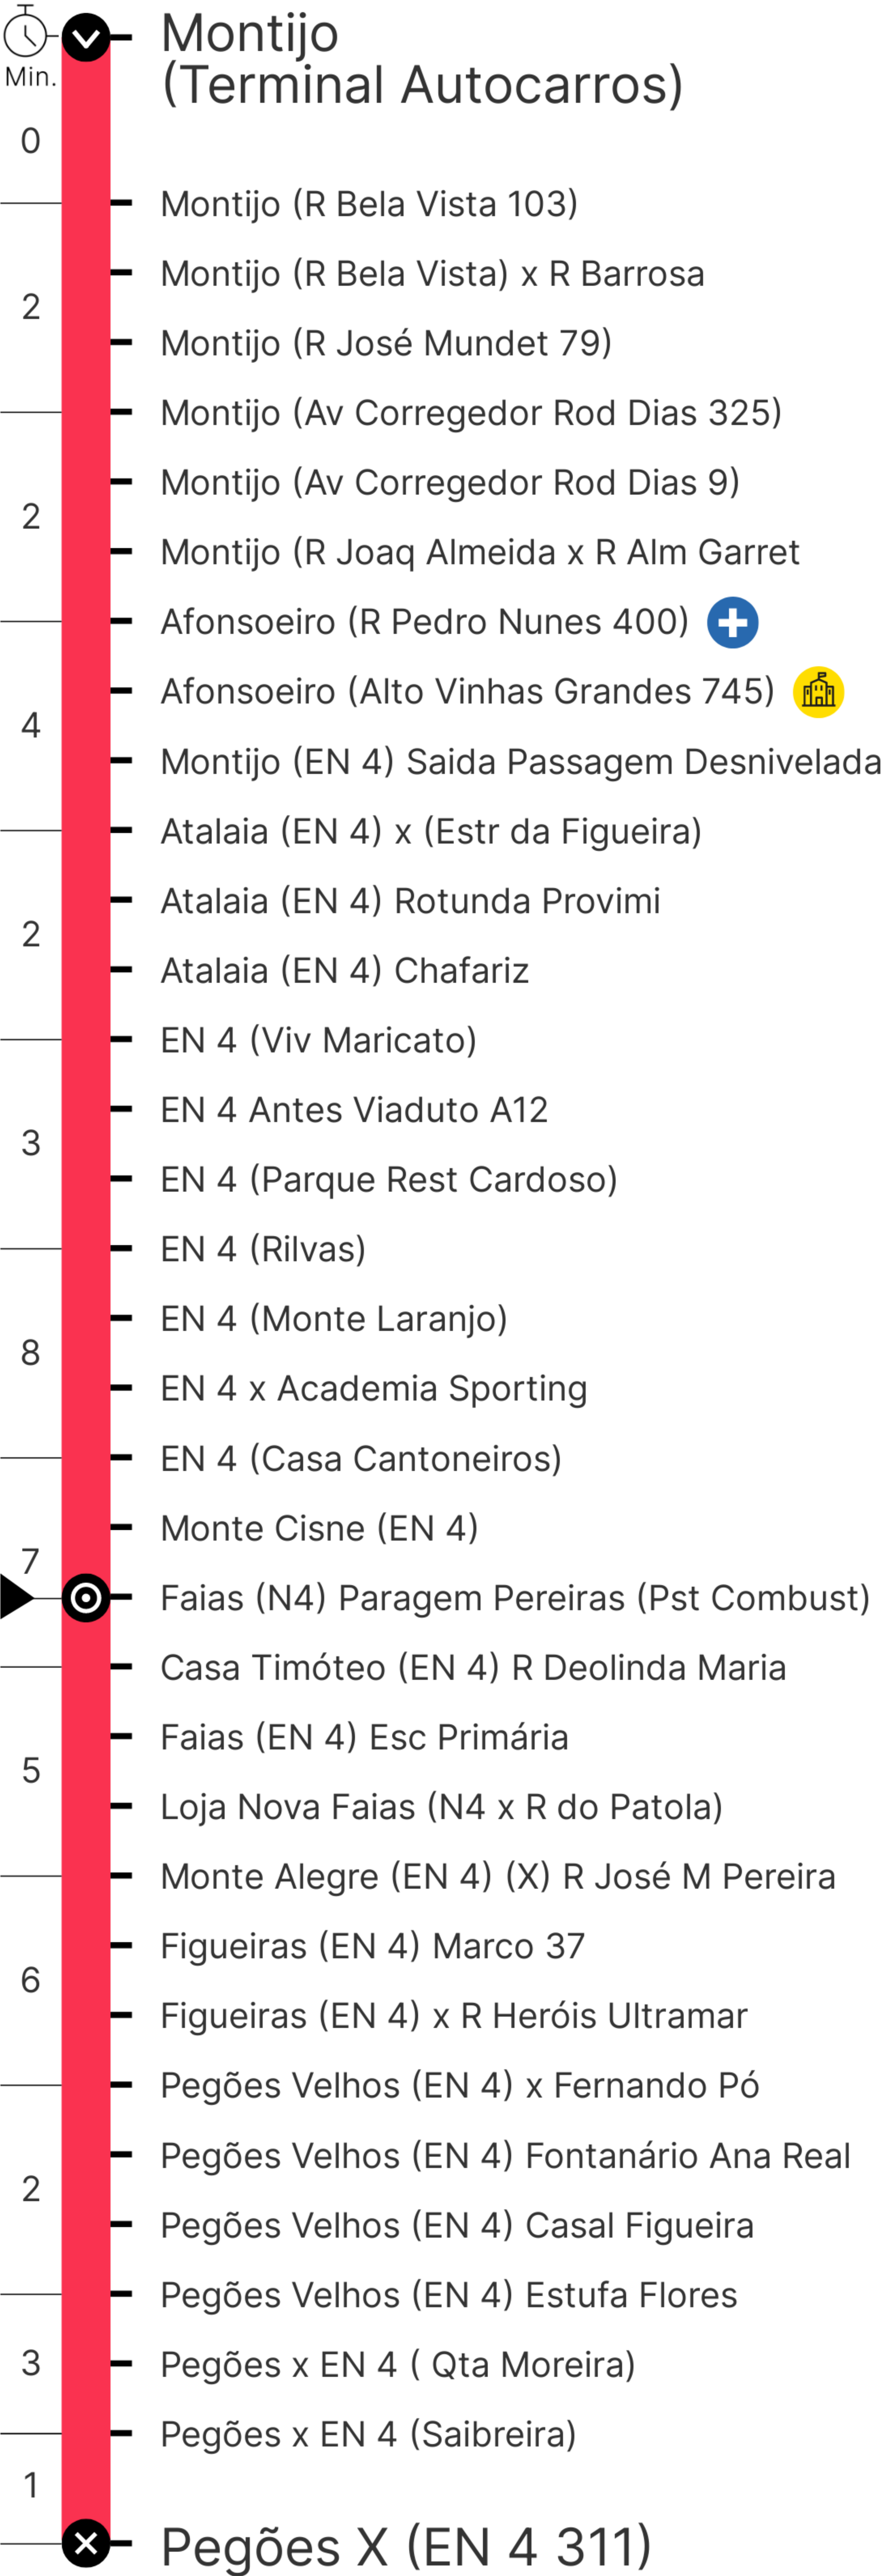 Montijo
(Terminal Autocarros)
Min.
0
Montijo (R Bela Vista 103)
Montijo (R Bela Vista) x R Barrosa
2
Montijo (R José Mundet 79)
Montijo (Av Corregedor Rod Dias 325)
Montijo (Av Corregedor Rod Dias 9)
2
Montijo (R Joaq Almeida x R Alm Garret
Afonsoeiro (R Pedro Nunes 400)
Afonsoeiro (Alto Vinhas Grandes 745)
4
Montijo (EN 4) Saida Passagem Desnivelada
Atalaia (EN 4) x (Estr da Figueira)
Atalaia (EN 4) Rotunda Provimi
2
Atalaia (EN 4) Chafariz
EN 4 (Viv Maricato)
EN 4 Antes Viaduto A12
3
EN 4 (Parque Rest Cardoso)
EN 4 (Rilvas)
EN 4 (Monte Laranjo)
8
EN 4 x Academia Sporting
EN 4 (Casa Cantoneiros)
Monte Cisne (EN 4)
7
Faias (N4) Paragem Pereiras (Pst Combust)
Casa Timóteo (EN 4) R Deolinda Maria
Faias (EN 4) Esc Primária
5
Loja Nova Faias (N4 x R do Patola)
Monte Alegre (EN 4) (X) R José M Pereira
Figueiras (EN 4) Marco 37
6
Figueiras (EN 4) x R Heróis Ultramar
Pegões Velhos (EN 4) x Fernando Pó
Pegões Velhos (EN 4) Fontanário Ana Real
2
Pegões Velhos (EN 4) Casal Figueira
Pegões Velhos (EN 4) Estufa Flores
3
Pegões x EN 4 ( Qta Moreira)
Pegões x EN 4 (Saibreira)
1
Pegões X (EN 4 311)